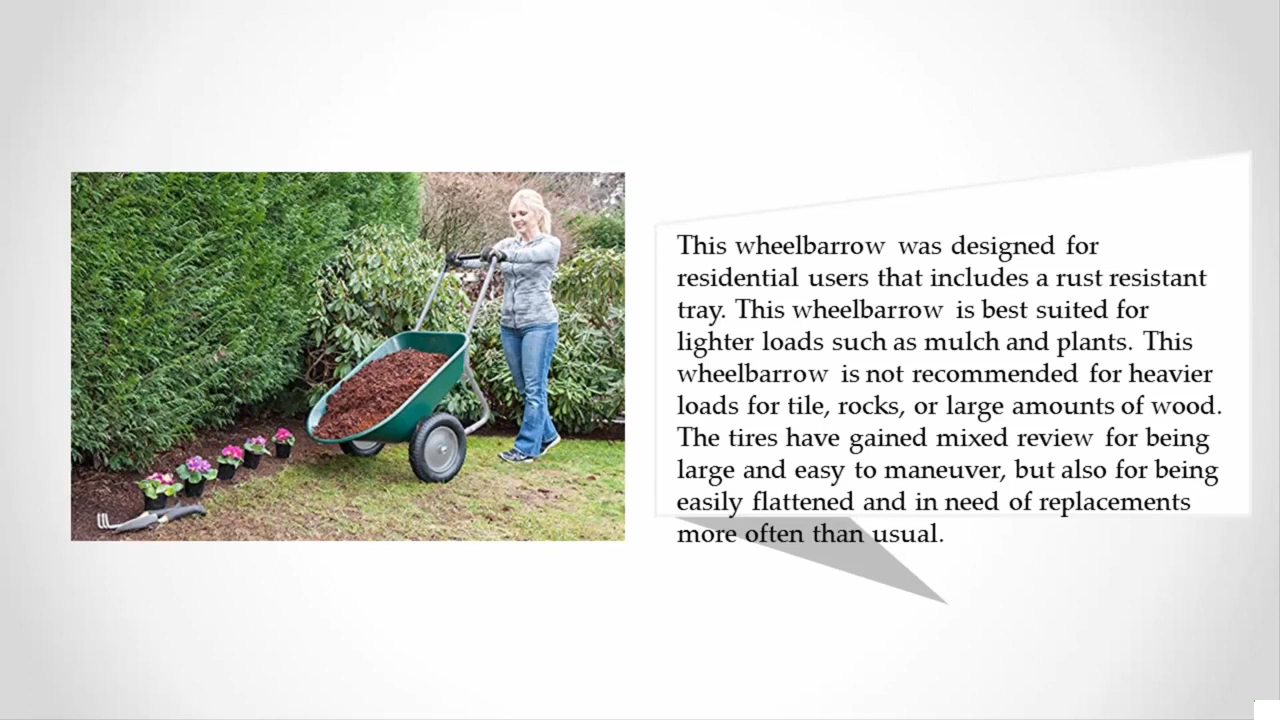 This wheelbarrow was designed for
residential users that includes a rust resistant
tray. This wheelbarrow is best suited for
lighter loads such as mulch and plants. This
wheelbarrow is not recommended for heavier
loads for tile, rocks, or large amounts of wood.
The tires have gained mixed review for being
large and easy to maneuver, but also for being
easily flattened and in need of replacements
more often than usual.